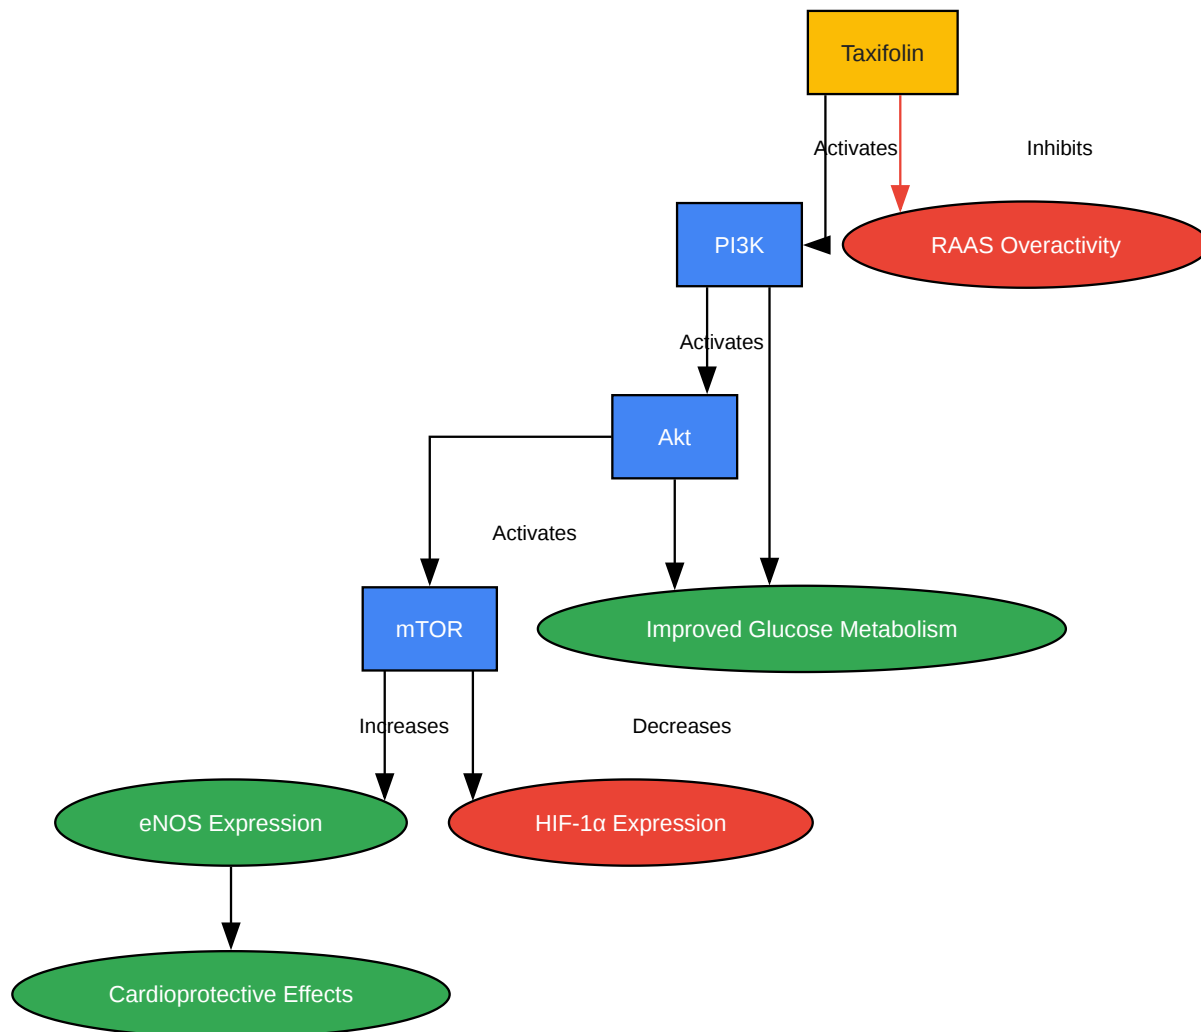 Taxifolin
Activates
Inhibits
PI3K
RAAS Overactivity
Activates
Akt
Activates
mTOR
Improved Glucose Metabolism
Increases
Decreases
eNOS Expression
HIF-1α Expression
Cardioprotective Effects